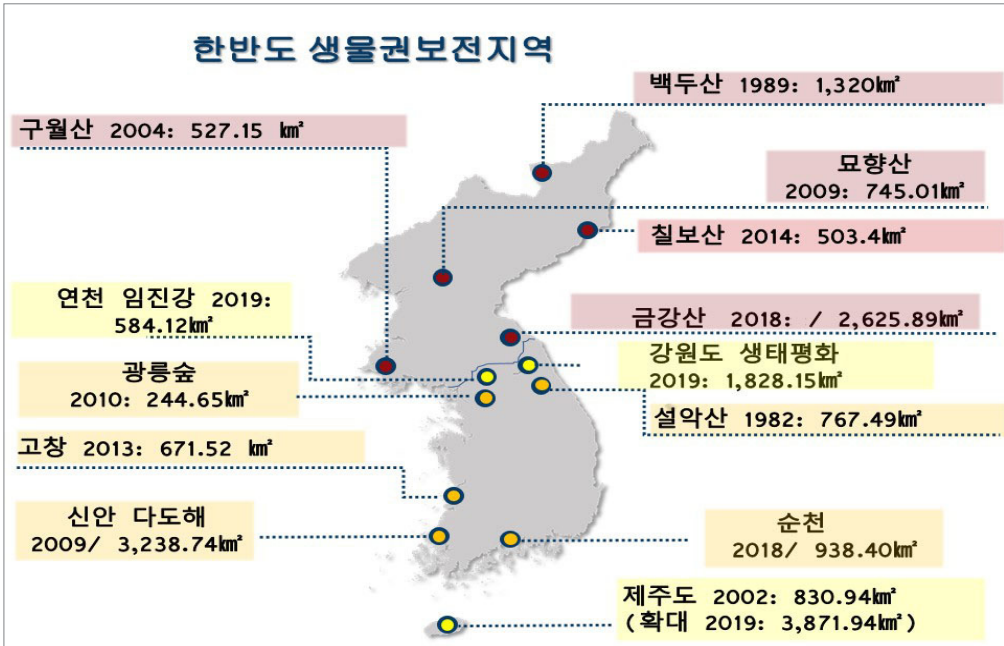 한반도 생물권보전지역
백두산 1989: 1,320㎢
구월산 2004: 527.15 ㎢
묘향산
2009: 745.01㎢
칠보산 2014: 503.4㎢
연천 임진강 2019:
584.12㎢
금강산 2018: / 2,625.89㎢
강원도 생태평화
2019: 1,828.15㎢
광릉숲
2010: 244.65㎢
설악산 1982: 767.49㎢
고창 2013: 671.52 ㎢
신안 다도해
2009/ 3,238.74㎢
순천
2018/ 938.40㎢
제주도 2002: 830.94㎢
(확대 2019: 3,871.94㎢)